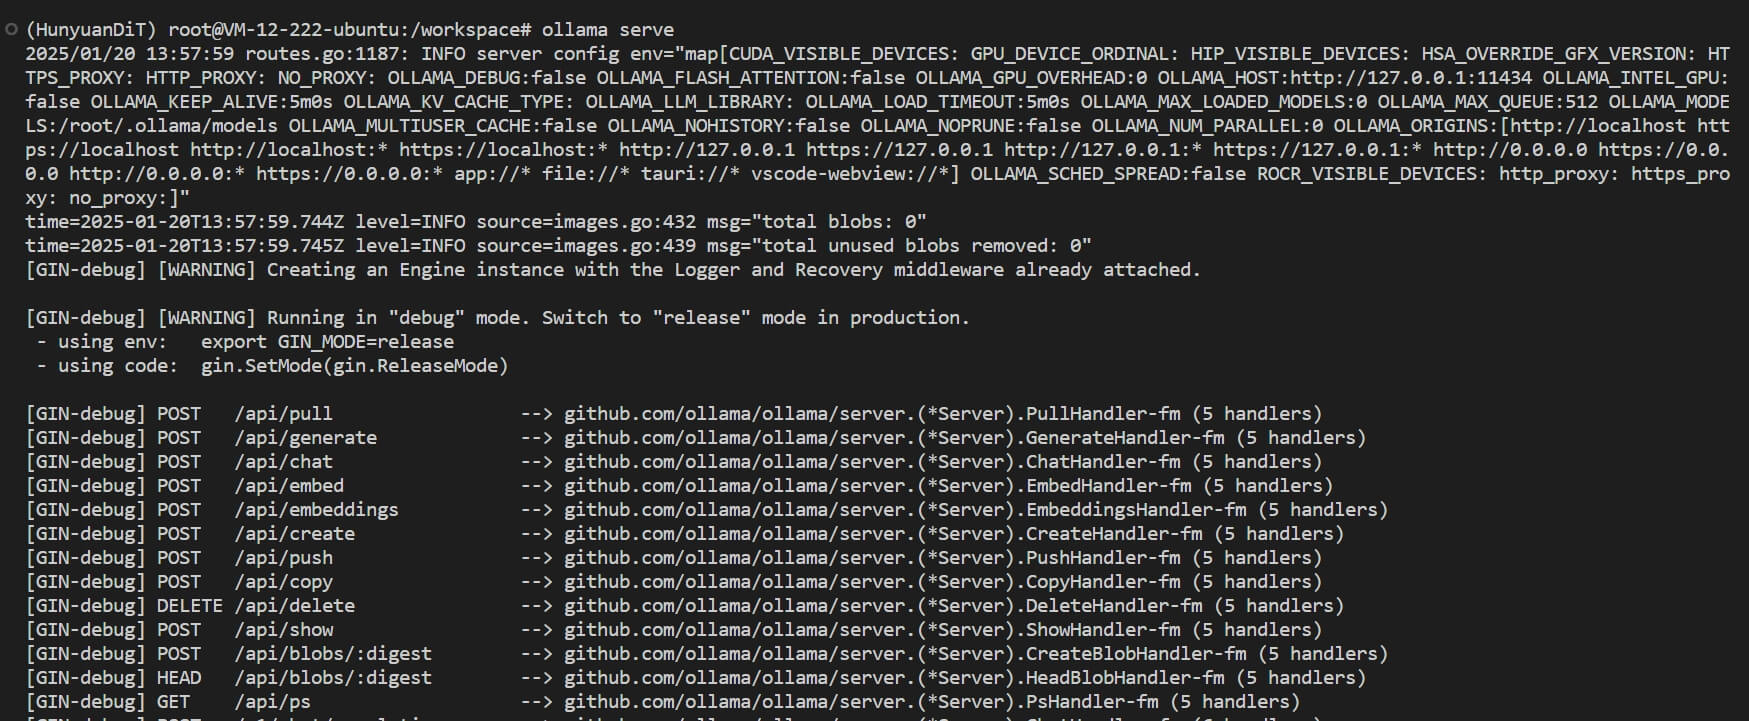 (HunyuanDiT) root@VM-12-222-ubuntu:/workspace# ollama serve
2025/01/20 13:57:59 routes.go:1187: INFO server config env="map[CUDA_VISIBLE_DEVICES: GPU_DEVICE_ORDINAL: HIP_VISIBLE_DEVICES: HSA_OVERRIDE_GFX_VERSION: HT
TPS_PROXY: HTTP_PROXY: NO_PROXY: OLLAMA_DEBUG:false OLLAMA_FLASH_ATTENTION:false OLLAMA_GPU_OVERHEAD:0 OLLAMA_HOST:http://127.0.0.1:11434 OLLAMA_INTEL_GPU:
false OLLAMA_KEEP_ALIVE:5m0s OLLAMA_KV_CACHE_TYPE: OLLAMA_LLM_LIBRARY: OLLAMA_LOAD_TIMEOUT:5m0s OLLAMA_MAX_LOADED_MODELS:0 OLLAMA_MAX_QUEUE:512 OLLAMA_MODE
LS:/root/.ollama/models OLLAMA_MULTIUSER_CACHE:false OLLAMA_NOHISTORY:false OLLAMA_NOPRUNE:false OLLAMA_NUM_PARALLEL:0 OLLAMA_ORIGINS:[http://localhost htt
ps://localhost http://localhost:* https://localhost:* http://127.0.0.1 https://127.0.0.1 http://127.0.0.1:* https://127.0.0.1:* http://0.0.0.0 https://0.0.
0.0 http://0.0.0.0:* https://0.0.0.0:* app://* file://* tauri://* vscode-webview://*] OLLAMA_SCHED_SPREAD:false ROCR_VISIBLE_DEVICES: http_proxy: https_pro
xy: no_proxy:]"
time=2025-01-20T13:57:59.744Z level=INFO source=images.go:432 msg="total blobs: 0"
time=2025-01-20T13:57:59.745Z level=INFO source=images.go:439 msg="total unused blobs removed: 0"
[GIN-debug] [WARNING] Creating an Engine instance with the Logger and Recovery middleware already attached.
[GIN-debug] [WARNING] Running in "debug" mode. Switch to "release" mode in production.
 - using env:   export GIN_MODE=release
 - using code:  gin.SetMode(gin.ReleaseMode)
[GIN-debug] POST   /api/pull                 --> github.com/ollama/ollama/server.(*Server).PullHandler-fm (5 handlers)
[GIN-debug] POST   /api/generate             --> github.com/ollama/ollama/server.(*Server).GenerateHandler-fm (5 handlers)
[GIN-debug] POST   /api/chat                 --> github.com/ollama/ollama/server.(*Server).ChatHandler-fm (5 handlers)
[GIN-debug] POST   /api/embed                --> github.com/ollama/ollama/server.(*Server).EmbedHandler-fm (5 handlers)
[GIN-debug] POST   /api/embeddings           --> github.com/ollama/ollama/server.(*Server).EmbeddingsHandler-fm (5 handlers)
[GIN-debug] POST   /api/create               --> github.com/ollama/ollama/server.(*Server).CreateHandler-fm (5 handlers)
[GIN-debug] POST   /api/push                 --> github.com/ollama/ollama/server.(*Server).PushHandler-fm (5 handlers)
[GIN-debug] POST   /api/copy                 --> github.com/ollama/ollama/server.(*Server).CopyHandler-fm (5 handlers)
[GIN-debug] DELETE /api/delete               --> github.com/ollama/ollama/server.(*Server).DeleteHandler-fm (5 handlers)
[GIN-debug] POST   /api/show                 --> github.com/ollama/ollama/server.(*Server).ShowHandler-fm (5 handlers)
[GIN-debug] POST   /api/blobs/:digest        --> github.com/ollama/ollama/server.(*Server).CreateBlobHandler-fm (5 handlers)
[GIN-debug] HEAD   /api/blobs/:digest        --> github.com/ollama/ollama/server.(*Server).HeadBlobHandler-fm (5 handlers)
[GIN-debug] GET    /api/ps                   --> github.com/ollama/ollama/server.(*Server).PsHandler-fm (5 handlers)